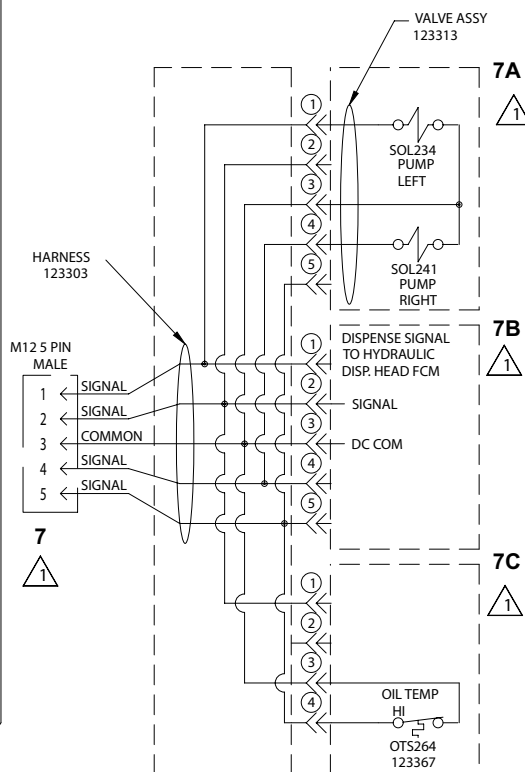 VALVE ASSY
123313
7A
1
1
2
3
4
5
SOL234
PUMP
LEFT
SOL241
PUMP
RIGHT
HARNESS
123303
7B
1
M12 5 PIN
MALE
1 SIGNAL
2 SIGNAL
3 COMMON
4 SIGNAL
5 SIGNAL
7
1
1
2
3
4
5
DISPENSE SIGNAL
TO HYDRAULIC
DISP. HEAD FCM
SIGNAL
DC COM
7C
1
1
2
3
4
OIL TEMP
HI
OTS264
123367